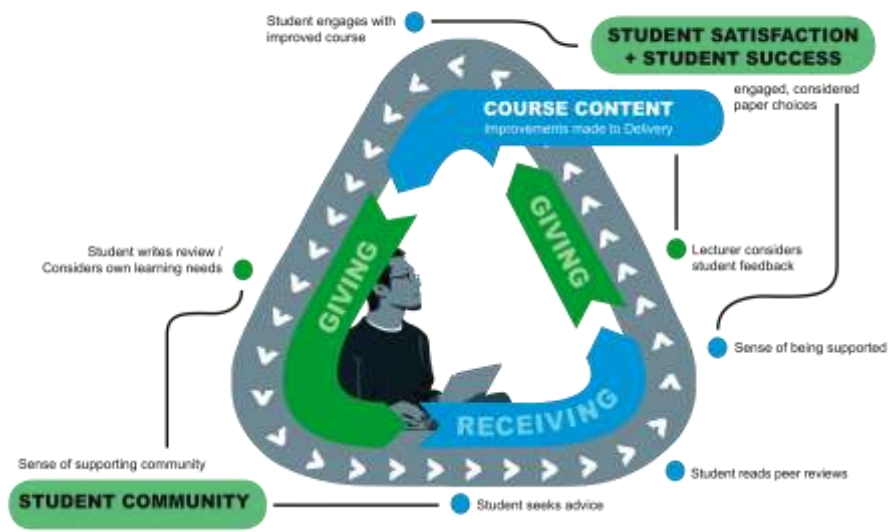 Student engages with
improved course
STUDENT SATISFACTION
+ STUDENT SUCCESS
engaged, considered
paper choices
COURSE CONTENT
Improvements made to Delivery
GIVING
GIVING
Student writes review /
Considers own learning needs
Lecturer considers
student feedback
Sense of being supported
RECEIVING
Student reads peer reviews
Sense of supporting community
STUDENT COMMUNITY
Student seeks advice